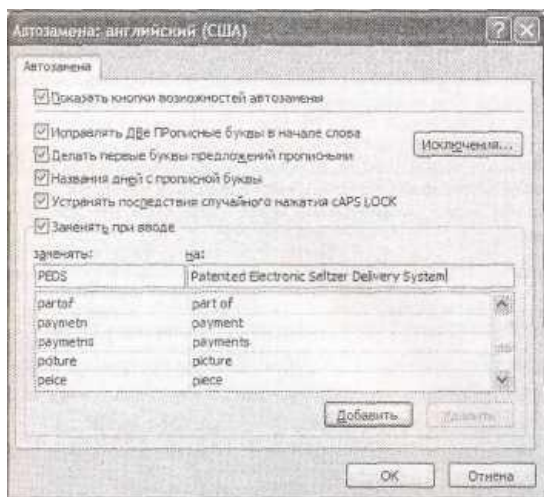 Автозамена: английский (США)
Автозамена
Показать кнопки возможностей автозамены
Исправлять ДВе ПРописные буквы в начале слова
Исключения...
Делать первые буквы предложений прописными
Названия дней с прописной буквы
Устранять последствия случайного нажатия cAPS LOCK
Заменять при вводе
заменять: на:
PEDS Patented Electronic Seltzer Delivery System
partof part of
paymetn payment
paymetns payments
pcture picture
peice piece
Добавить Удалить
ОК Отмена